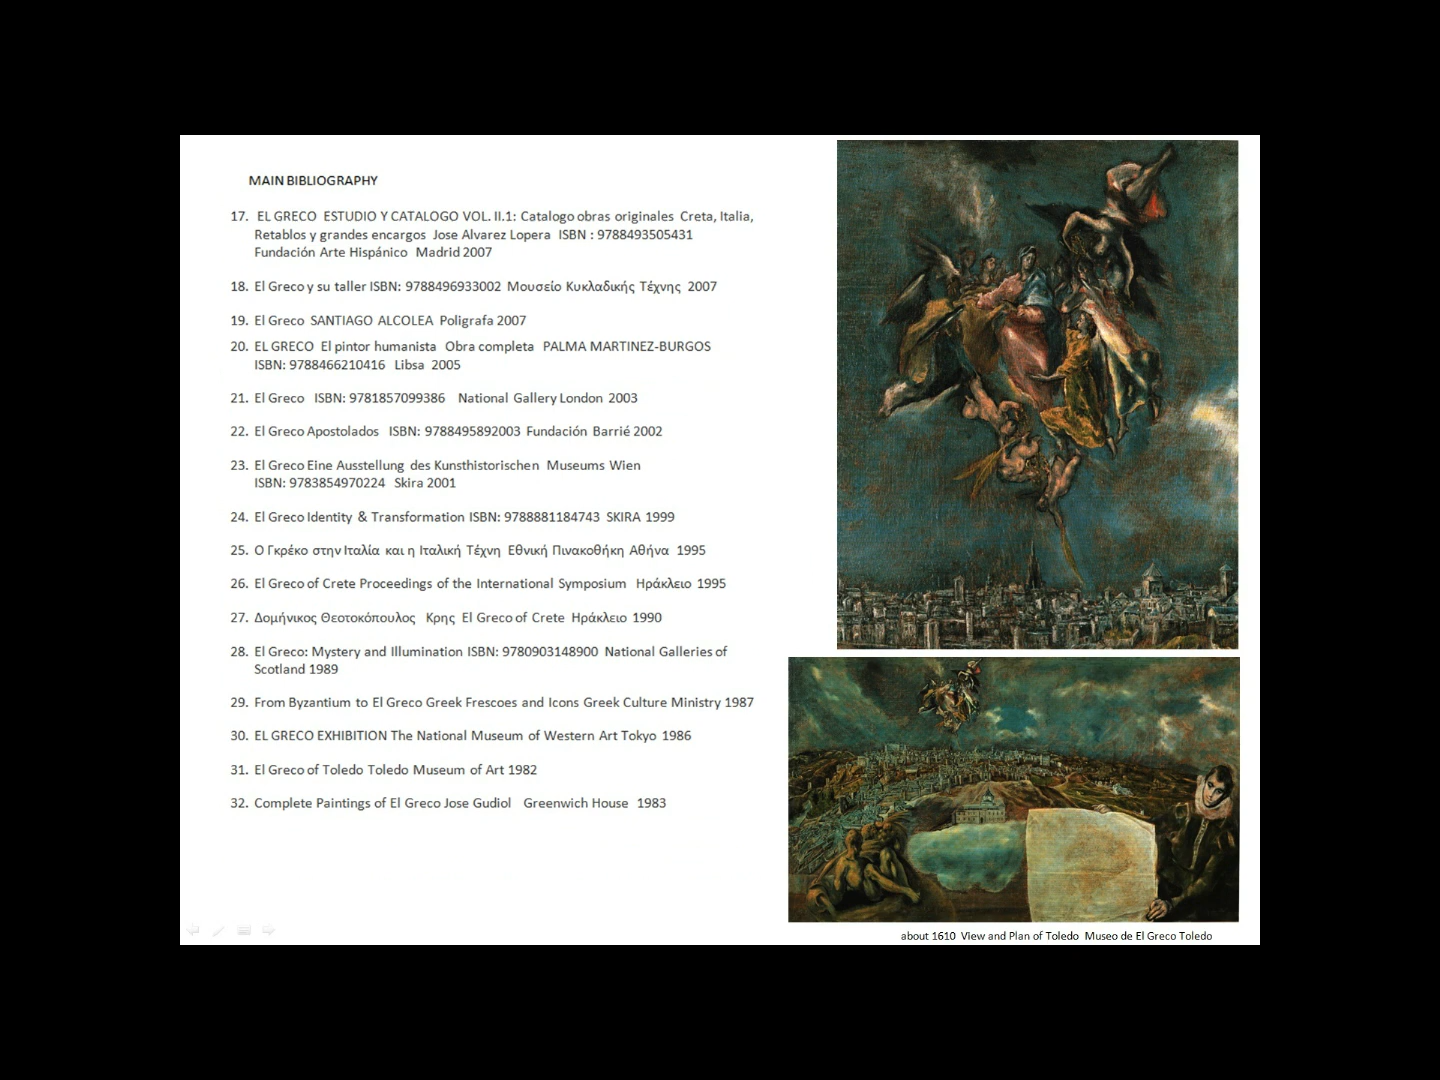 MAIN BIBLIOGRAPHY
17. EL GRECO ESTUDIO Y CATALOGO VOL. II.1: Catalogo obras originales Creta, Italia,
Retablos y grandes encargos Jose Alvarez Lopera ISBN : 9788493505431
Fundación Arte Hispánico Madrid 2007
18. El Greco y su taller ISBN: 9788496933002 Μουσείο Κυκλαδικής Τέχνης 2007
19. El Greco SANTIAGO ALCOLEA Poligrafa 2007
20. EL GRECO El pintor humanista Obra completa PALMA MARTINEZ-BURGOS
ISBN: 9788466210416 Libsa 2005
21. El Greco ISBN: 9781857099386 National Gallery London 2003
22. El Greco Apostolados ISBN: 9788495892003 Fundación Barrié 2002
23. El Greco Eine Ausstellung des Kunsthistorischen Museums Wien
ISBN: 9783854970224 Skira 2001
24. El Greco Identity & Transformation ISBN: 9788881184743 SKIRA 1999
25. Ο Γκρέκο στην Ιταλία και η Ιταλική Τέχνη Εθνική Πινακοθήκη Αθήνα 1995
26. El Greco of Crete Proceedings of the International Symposium Ηράκλειο 1995
27. Δομήνικος Θεοτοκόπουλος Κρης El Greco of Crete Ηράκλειο 1990
28. El Greco: Mystery and Illumination ISBN: 9780903148900 National Galleries of
Scotland 1989
29. From Byzantium to El Greco Greek Frescoes and Icons Greek Culture Ministry 1987
30. EL GRECO EXHIBITION The National Museum of Western Art Tokyo 1986
31. El Greco of Toledo Toledo Museum of Art 1982
32. Complete Paintings of El Greco Jose Gudiol Greenwich House 1983
about 1610 View and Plan of Toledo Museo de El Greco Toledo